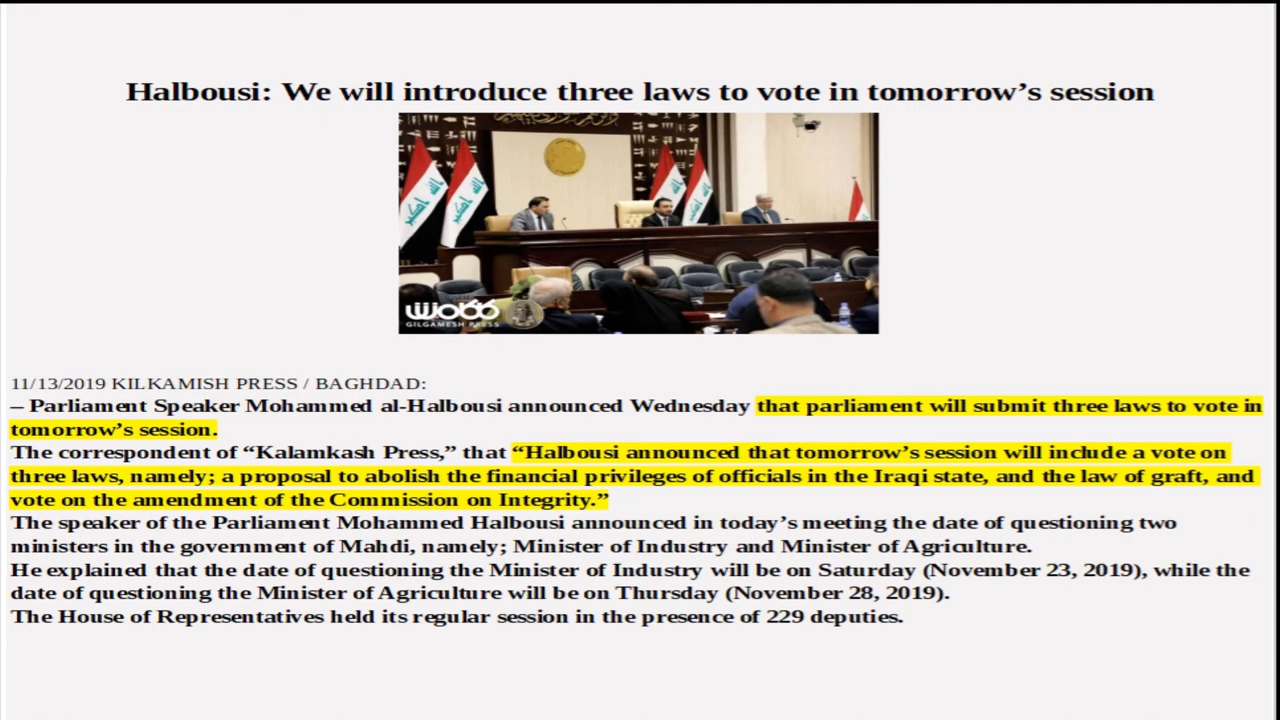 Halbousi: We will introduce three laws to vote in tomorrow’s session
GILGAMESH PRESS
11/13/2019 KILKAMISH PRESS / BAGHDAD:
– Parliament Speaker Mohammed al-Halbousi announced Wednesday that parliament will submit three laws to vote in
tomorrow’s session.
The correspondent of “Kalamkash Press,” that “Halbousi announced that tomorrow’s session will include a vote on
three laws, namely; a proposal to abolish the financial privileges of officials in the Iraqi state, and the law of graft, and
vote on the amendment of the Commission on Integrity.”
The speaker of the Parliament Mohammed Halbousi announced in today’s meeting the date of questioning two
ministers in the government of Mahdi, namely; Minister of Industry and Minister of Agriculture.
He explained that the date of questioning the Minister of Industry will be on Saturday (November 23, 2019), while the
date of questioning the Minister of Agriculture will be on Thursday (November 28, 2019).
The House of Representatives held its regular session in the presence of 229 deputies.